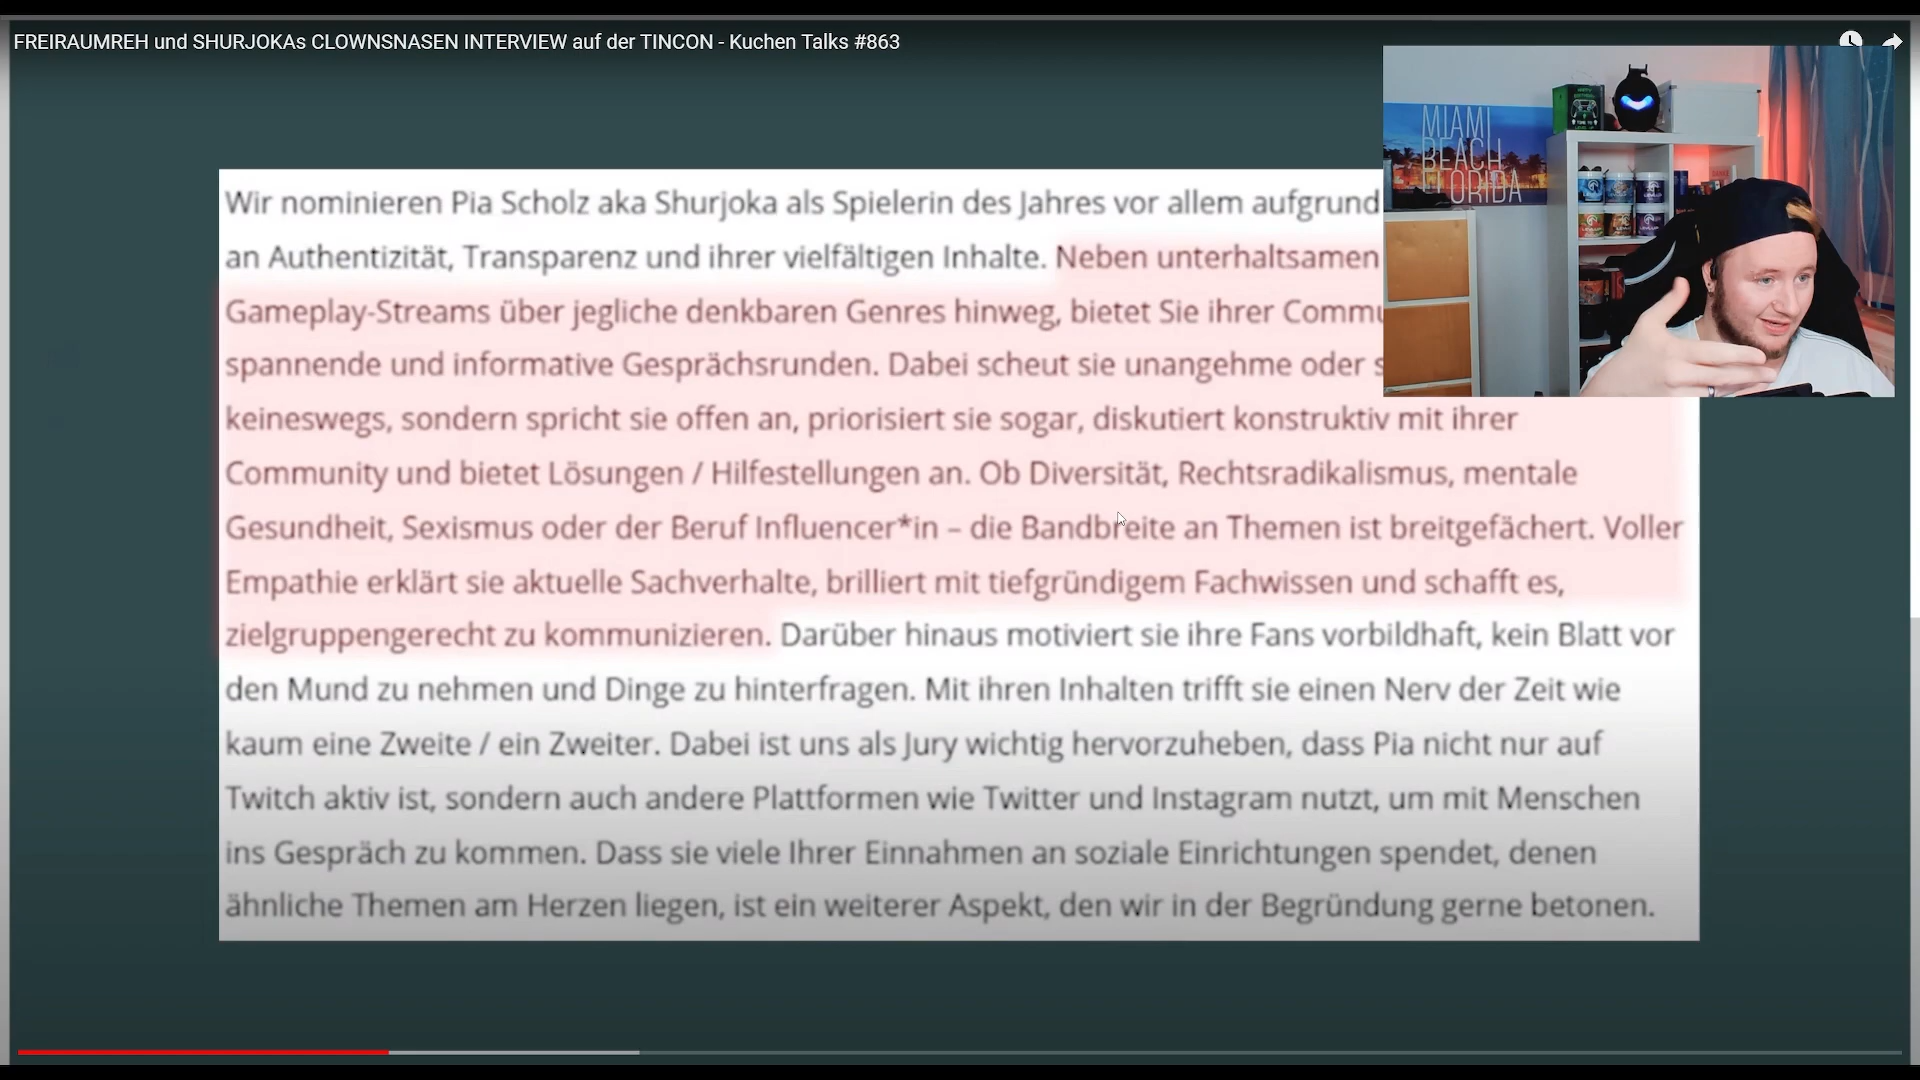 FREIRAUMREH und SHURJOKAs CLOWNSNASEN INTERVIEW auf der TINCON - Kuchen Talks #863
MIAMI
BEACH
FLORIDA
Wir nominieren Pia Scholz aka Shurjoka als Spielerin des Jahres vor allem aufgrund
an Authentizität, Transparenz und ihrer vielfältigen Inhalte. Neben unterhaltsamen
Gameplay-Streams über jegliche denkbaren Genres hinweg, bietet Sie ihrer Commu
spannende und informative Gesprächsrunden. Dabei scheut sie unangehme oder s
keineswegs, sondern spricht sie offen an, priorisiert sie sogar, diskutiert konstruktiv mit ihrer
Community und bietet Lösungen / Hilfestellungen an. Ob Diversität, Rechtsradikalismus, mentale
Gesundheit, Sexismus oder der Beruf Influencer*in – die Bandbreite an Themen ist breitgefächert. Voller
Empathie erklärt sie aktuelle Sachverhalte, brilliert mit tiefgründigem Fachwissen und schafft es,
zielgruppengerecht zu kommunizieren. Darüber hinaus motiviert sie ihre Fans vorbildhaft, kein Blatt vor
den Mund zu nehmen und Dinge zu hinterfragen. Mit ihren Inhalten trifft sie einen Nerv der Zeit wie
kaum eine Zweite / ein Zweiter. Dabei ist uns als Jury wichtig hervorzuheben, dass Pia nicht nur auf
Twitch aktiv ist, sondern auch andere Plattformen wie Twitter und Instagram nutzt, um mit Menschen
ins Gespräch zu kommen. Dass sie viele Ihrer Einnahmen an soziale Einrichtungen spendet, denen
ähnliche Themen am Herzen liegen, ist ein weiterer Aspekt, den wir in der Begründung gerne betonen.